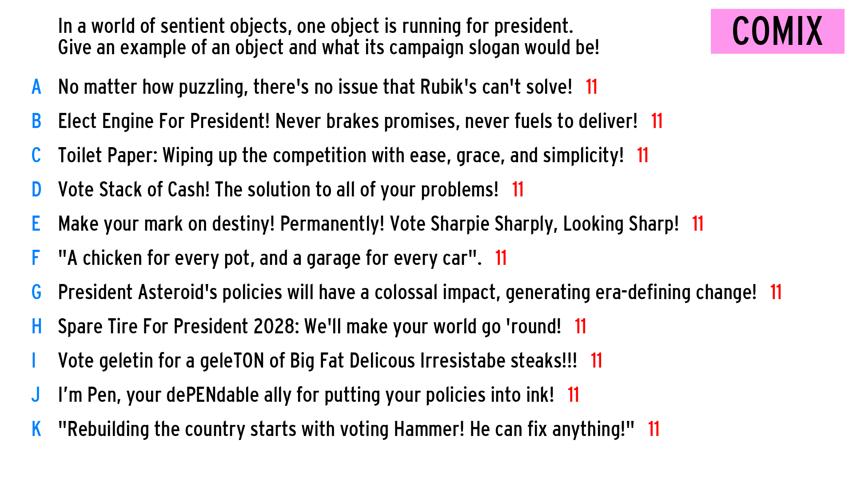 In a world of sentient objects, one object is running for president.
Give an example of an object and what its campaign slogan would be!
COMIX
A No matter how puzzling, there's no issue that Rubik's can't solve! 11
B Elect Engine For President! Never brakes promises, never fuels to deliver! 11
C Toilet Paper: Wiping up the competition with ease, grace, and simplicity! 11
D Vote Stack of Cash! The solution to all of your problems! 11
E Make your mark on destiny! Permanently! Vote Sharpie Sharply, Looking Sharp! 11
F "A chicken for every pot, and a garage for every car". 11
G President Asteroid's policies will have a colossal impact, generating era-defining change! 11
H Spare Tire For President 2028: We'll make your world go 'round! 11
I Vote geletin for a geleTON of Big Fat Delicous Irresistabe steaks!!! 11
J I’m Pen, your dePENdable ally for putting your policies into ink! 11
K "Rebuilding the country starts with voting Hammer! He can fix anything!" 11